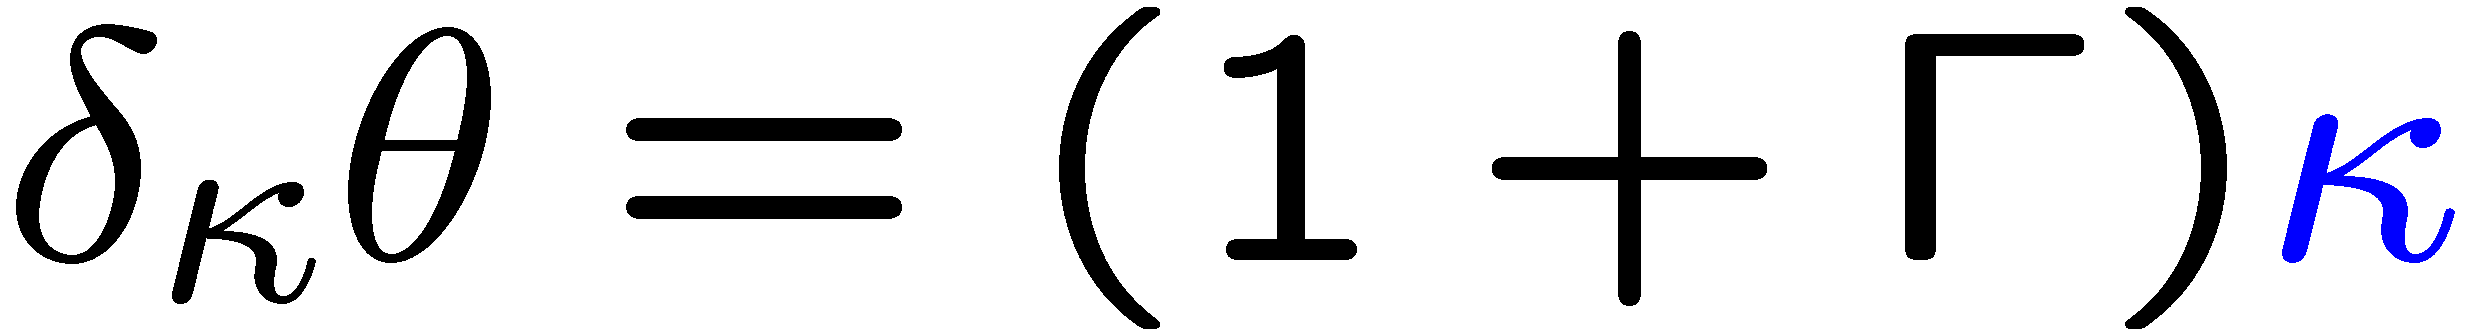 δ_κθ = (1 + Γ)κ